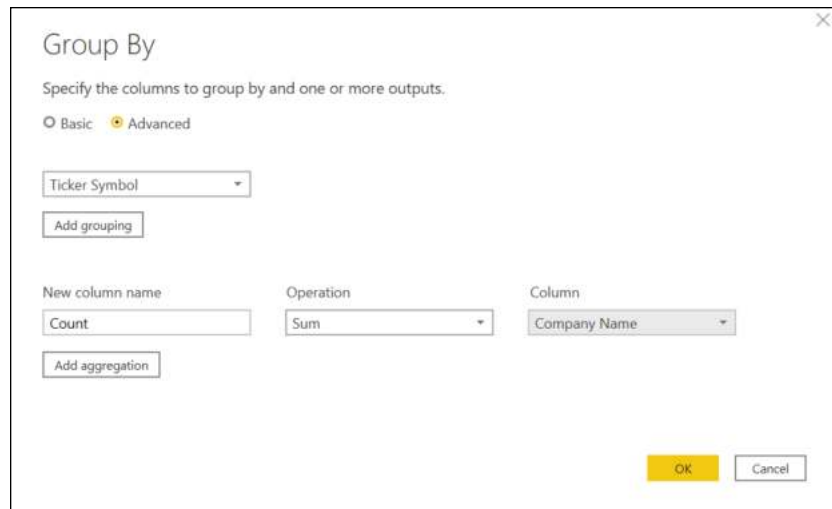 Group By
Specify the columns to group by and one or more outputs.
Basic Advanced
Ticker Symbol
Add grouping
New column name Operation Column
Count Sum Company Name
Add aggregation
OK Cancel